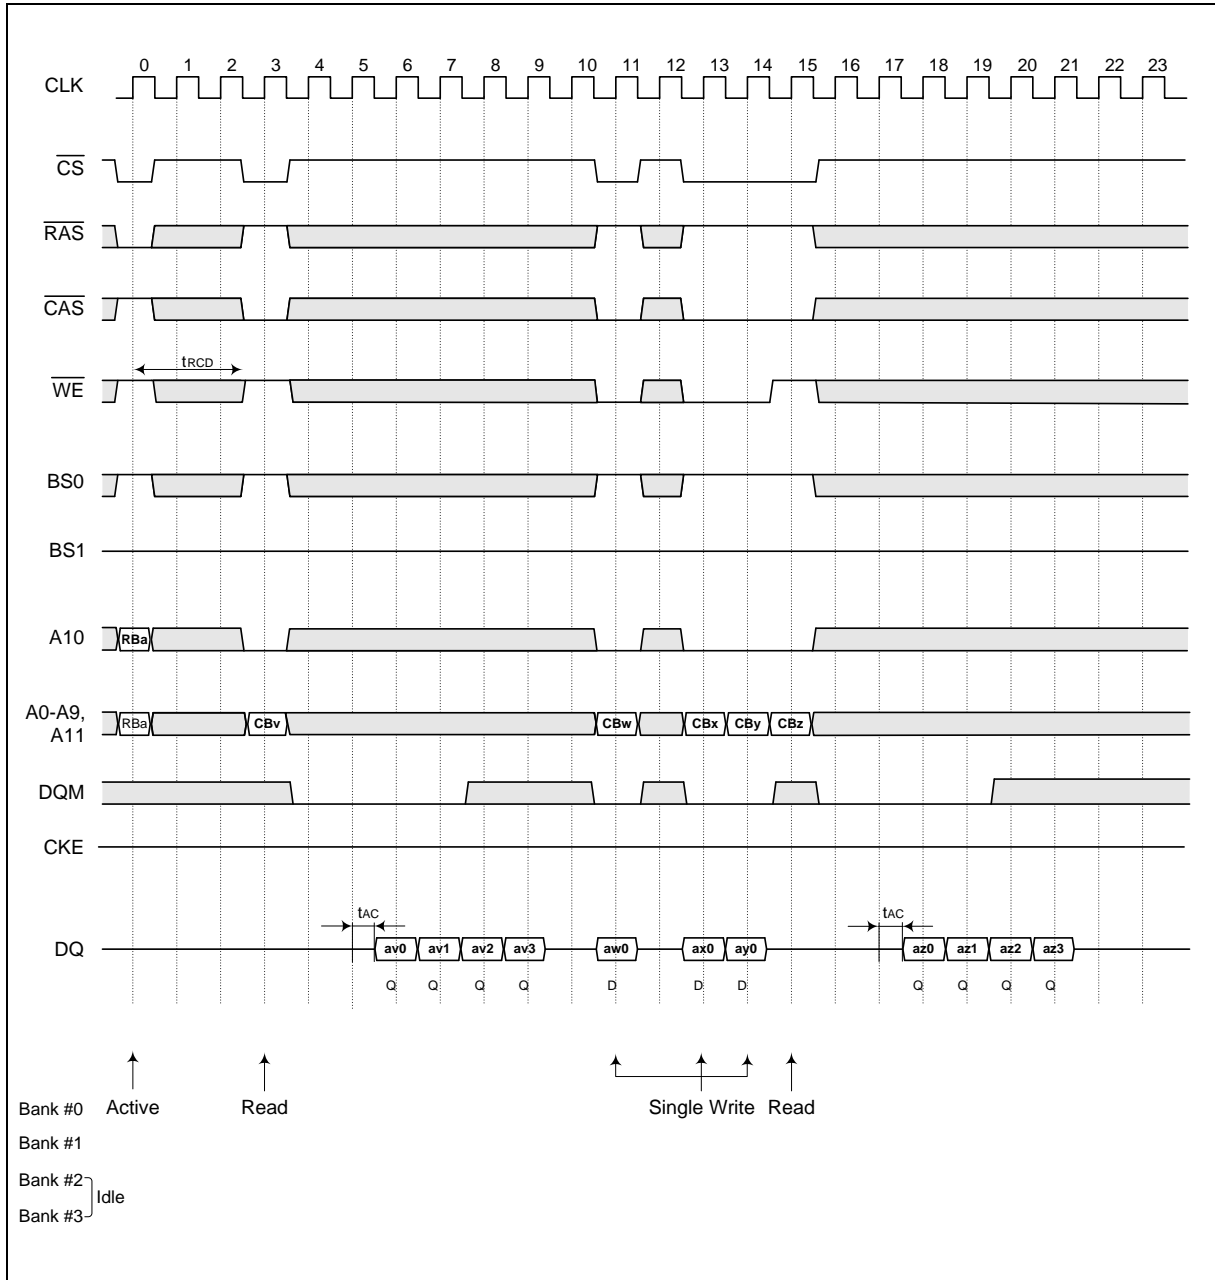 0 1 2 3 4 5 6 7 8 9 10 11 12 13 14 15 16 17 18 19 20 21 22 23
CLK
CS
RAS
CAS
tRCD
WE
BS0
BS1
A10 RBa
A0-A9,
A11
RBa CBv CBw CBx CBy CBz
DQM
CKE
tAC tAC
DQ av0 av1 av2 av3 aw0 ax0 ay0 az0 az1 az2 az3
Q Q Q Q D D D Q Q Q Q
Bank #0 Active Read Single Write Read
Bank #1
Bank #2
Idle
Bank #3